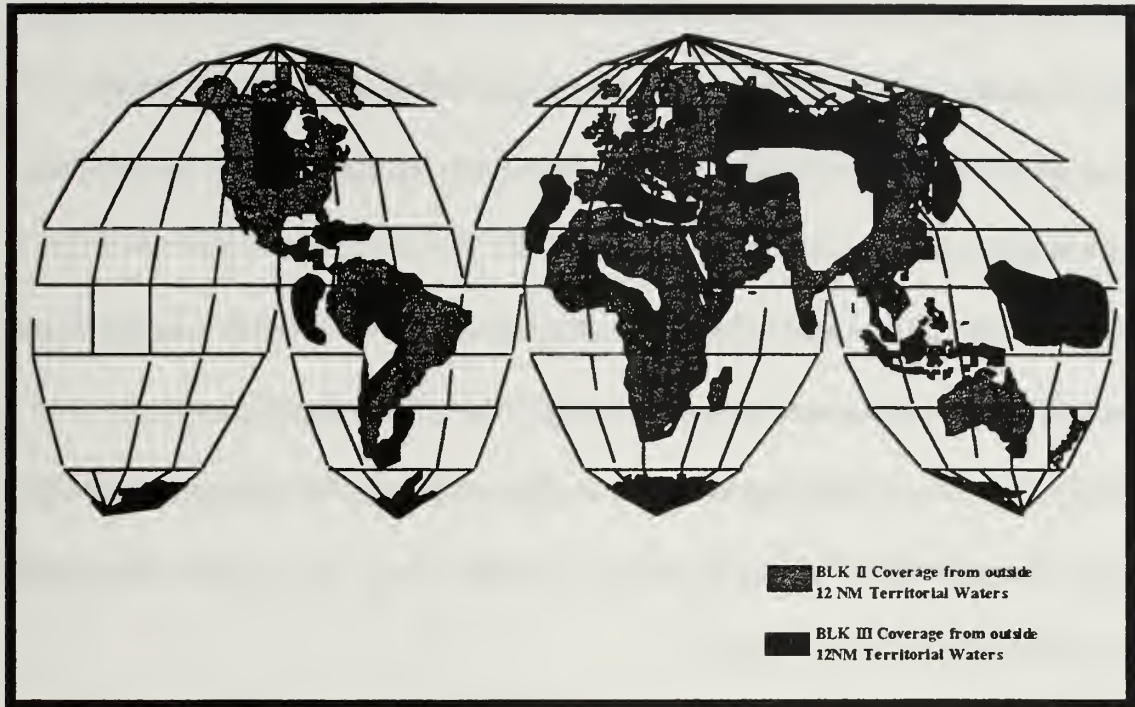 BLK II Coverage from outside
12 NM Territorial Waters
BLK III Coverage from outside
12NM Territorial Waters